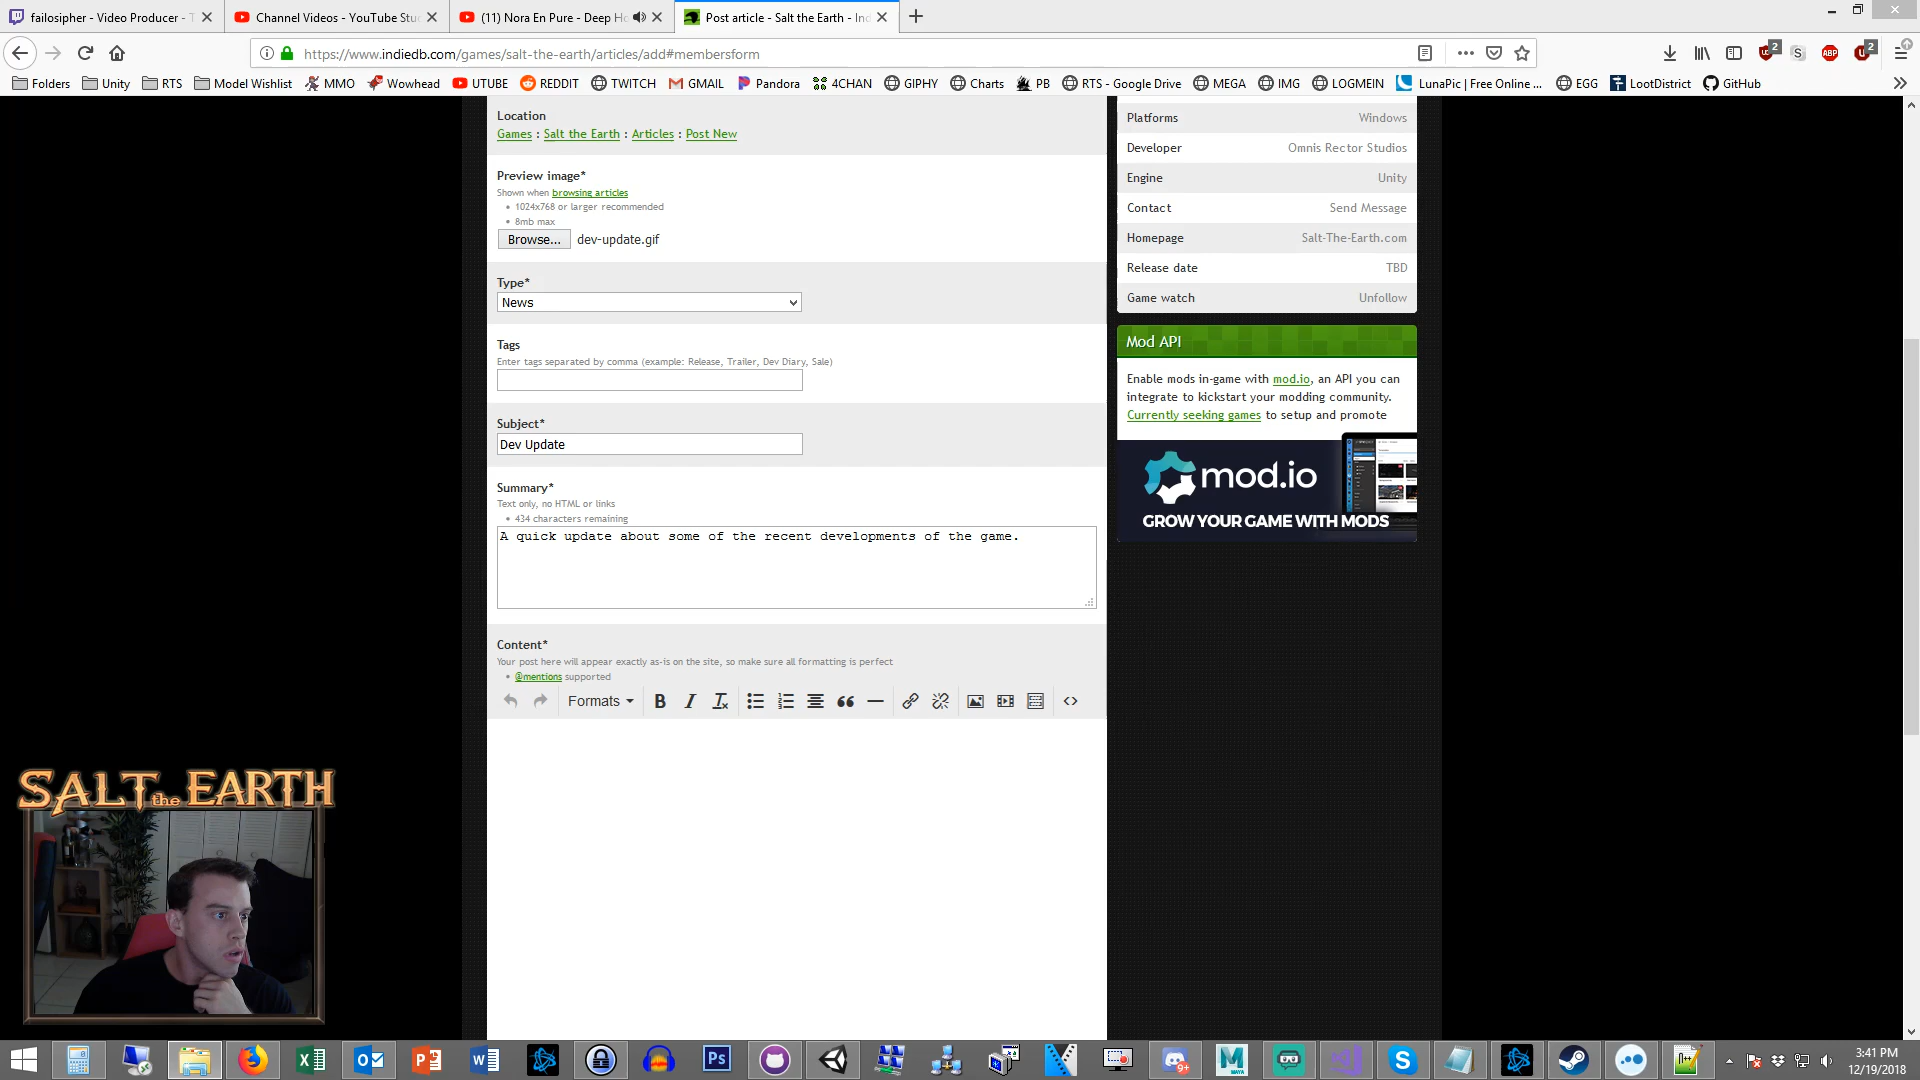 failosipher - Video Producer - T
Channel Videos - YouTube Stu
(11) Nora En Pure - Deep Ho
Post article - Salt the Earth - Ind
https://www.indiedb.com/games/salt-the-earth/articles/add#membersform
2
2
Folders
Unity
RTS
Model Wishlist
MMO
Wowhead
UTUBE
REDDIT
TWITCH
GMAIL
Pandora
4CHAN
GIPHY
Charts
PB
RTS - Google Drive
MEGA
IMG
LOGMEIN
LunaPic | Free Online ...
EGG
LootDistrict
GitHub
Location
Games : Salt the Earth : Articles : Post New
Preview image*
Shown when browsing articles
• 1024x768 or larger recommended
• 8mb max
Browse... dev-update.gif
Type*
News
Tags
Enter tags separated by comma (example: Release, Trailer, Dev Diary, Sale)
Subject*
Dev Update
Summary*
Text only, no HTML or links
• 434 characters remaining
A quick update about some of the recent developments of the game.
Content*
Your post here will appear exactly as-is on the site, so make sure all formatting is perfect
• @mentions supported
Formats
Platforms Windows
Developer Omnis Rector Studios
Engine Unity
Contact Send Message
Homepage Salt-The-Earth.com
Release date TBD
Game watch Unfollow
Mod API
Enable mods in-game with mod.io, an API you can
integrate to kickstart your modding community.
Currently seeking games to setup and promote
mod.io
GROW YOUR GAME WITH MODS
SALT the EARTH
3:41 PM
12/19/2018